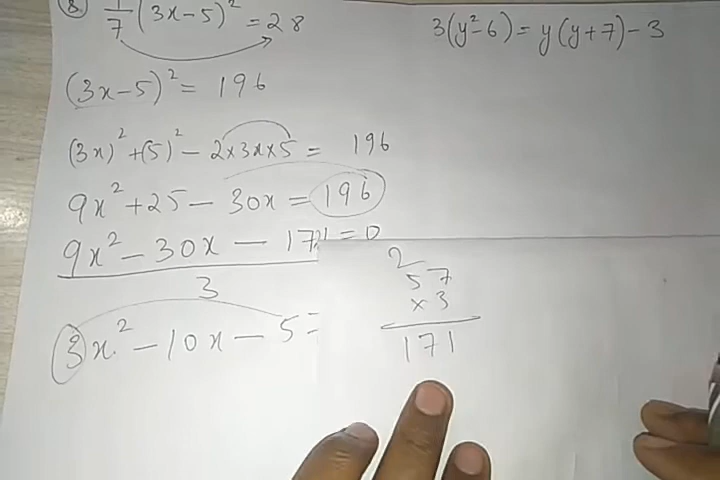 8. 1/7 (3x-5)² = 28
(3x-5)² = 196
(3x)² + (5)² - 2×3x×5 = 196
9x² + 25 - 30x = 196
9x² - 30x - 171 = 0
3
3x² - 10x - 5 =
3(y²-6) = y(y+7) - 3
2
57
×3
171